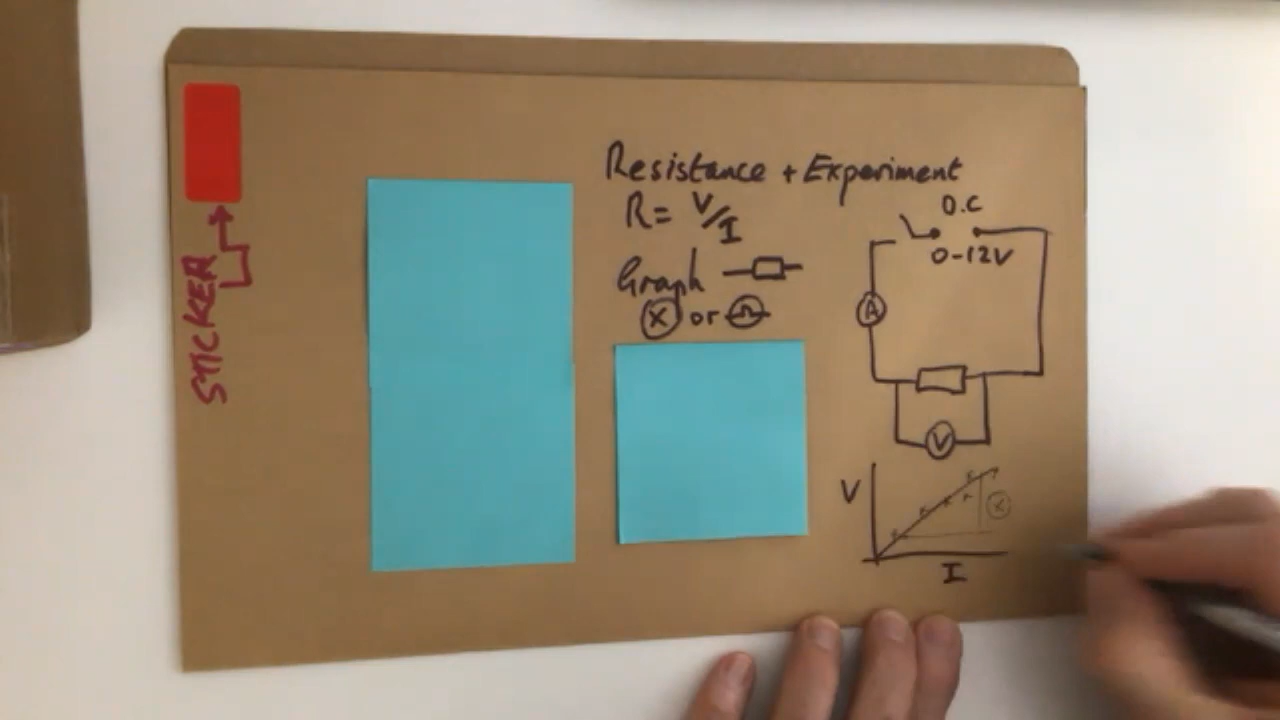 STICKER
Resistance + Experiment
R = V/I
Graph
X or
D.C
0-12V
A
V
V
X
I